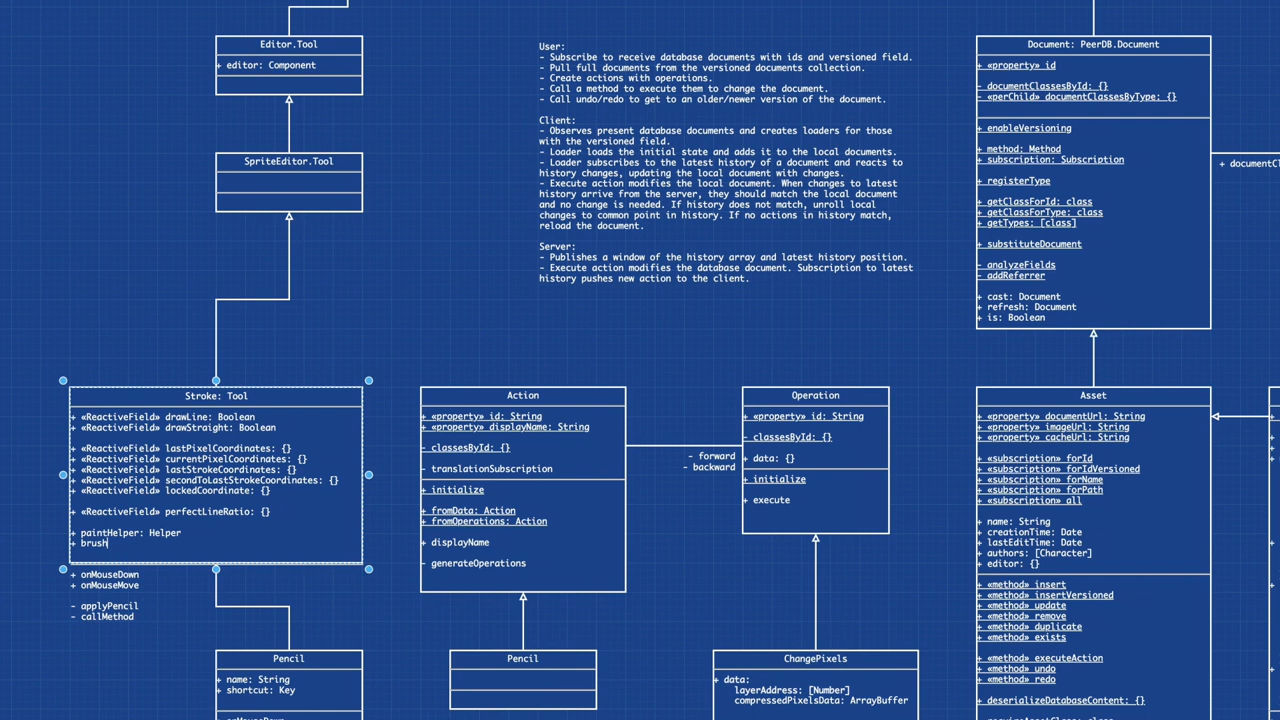 Editor.Tool
+ editor: Component
SpriteEditor.Tool
User:
- Subscribe to receive database documents with ids and versioned field.
- Pull full documents from the versioned documents collection.
- Create actions with operations.
- Call a method to execute them to change the document.
- Call undo/redo to get to an older/newer version of the document.
Client:
- Observes present database documents and creates loaders for those
with the versioned field.
- Loader loads the initial state and adds it to the local documents.
- Loader subscribes to the latest history of a document and reacts to
history changes, updating the local document with changes.
- Execute action modifies the local document. When changes to latest
history arrive from the server, they should match the local document
and no change is needed. If history does not match, unroll local
changes to common point in history. If no actions in history match,
reload the document.
Server:
- Publishes a window of the history array and latest history position.
- Execute action modifies the database document. Subscription to latest
history pushes new action to the client.
Document: PeerDB.Document
+ «property» id
- documentClassesById: {}
- «perChild» documentClassesByType: {}
+ enableVersioning
+ method: Method
+ subscription: Subscription
+ registerType
+ getClassForId: class
+ getClassForType: class
+ getTypes: [class]
+ substituteDocument
- analyzeFields
- addReferrer
+ cast: Document
+ refresh: Document
+ is: Boolean
+ documentCl
Stroke: Tool
+ «ReactiveField» drawLine: Boolean
+ «ReactiveField» drawStraight: Boolean
+ «ReactiveField» lastPixelCoordinates: {}
+ «ReactiveField» currentPixelCoordinates: {}
+ «ReactiveField» lastStrokeCoordinates: {}
+ «ReactiveField» secondToLastStrokeCoordinates: {}
+ «ReactiveField» lockedCoordinate: {}
+ «ReactiveField» perfectLineRatio: {}
+ paintHelper: Helper
+ brush
+ onMouseDown
+ onMouseMove
- applyPencil
- callMethod
Pencil
+ name: String
+ shortcut: Key
+ onMouseDown
Action
+ «property» id: String
+ «property» displayName: String
- classesById: {}
- translationSubscription
+ initialize
+ fromData: Action
+ fromOperations: Action
+ displayName
- generateOperations
- forward
- backward
Pencil
Operation
+ «property» id: String
- classesById: {}
+ data: {}
+ initialize
+ execute
ChangePixels
+ data:
layerAddress: [Number]
compressedPixelsData: ArrayBuffer
Asset
+ «property» documentUrl: String
+ «property» imageUrl: String
+ «property» cacheUrl: String
+ «subscription» forId
+ «subscription» forIdVersioned
+ «subscription» forName
+ «subscription» forPath
+ «subscription» all
+ name: String
+ creationTime: Date
+ lastEditTime: Date
+ authors: [Character]
+ editor: {}
+ «method» insert
+ «method» insertVersioned
+ «method» update
+ «method» remove
+ «method» duplicate
+ «method» exists
+ «method» executeAction
+ «method» undo
+ «method» redo
+ deserializeDatabaseContent: {}